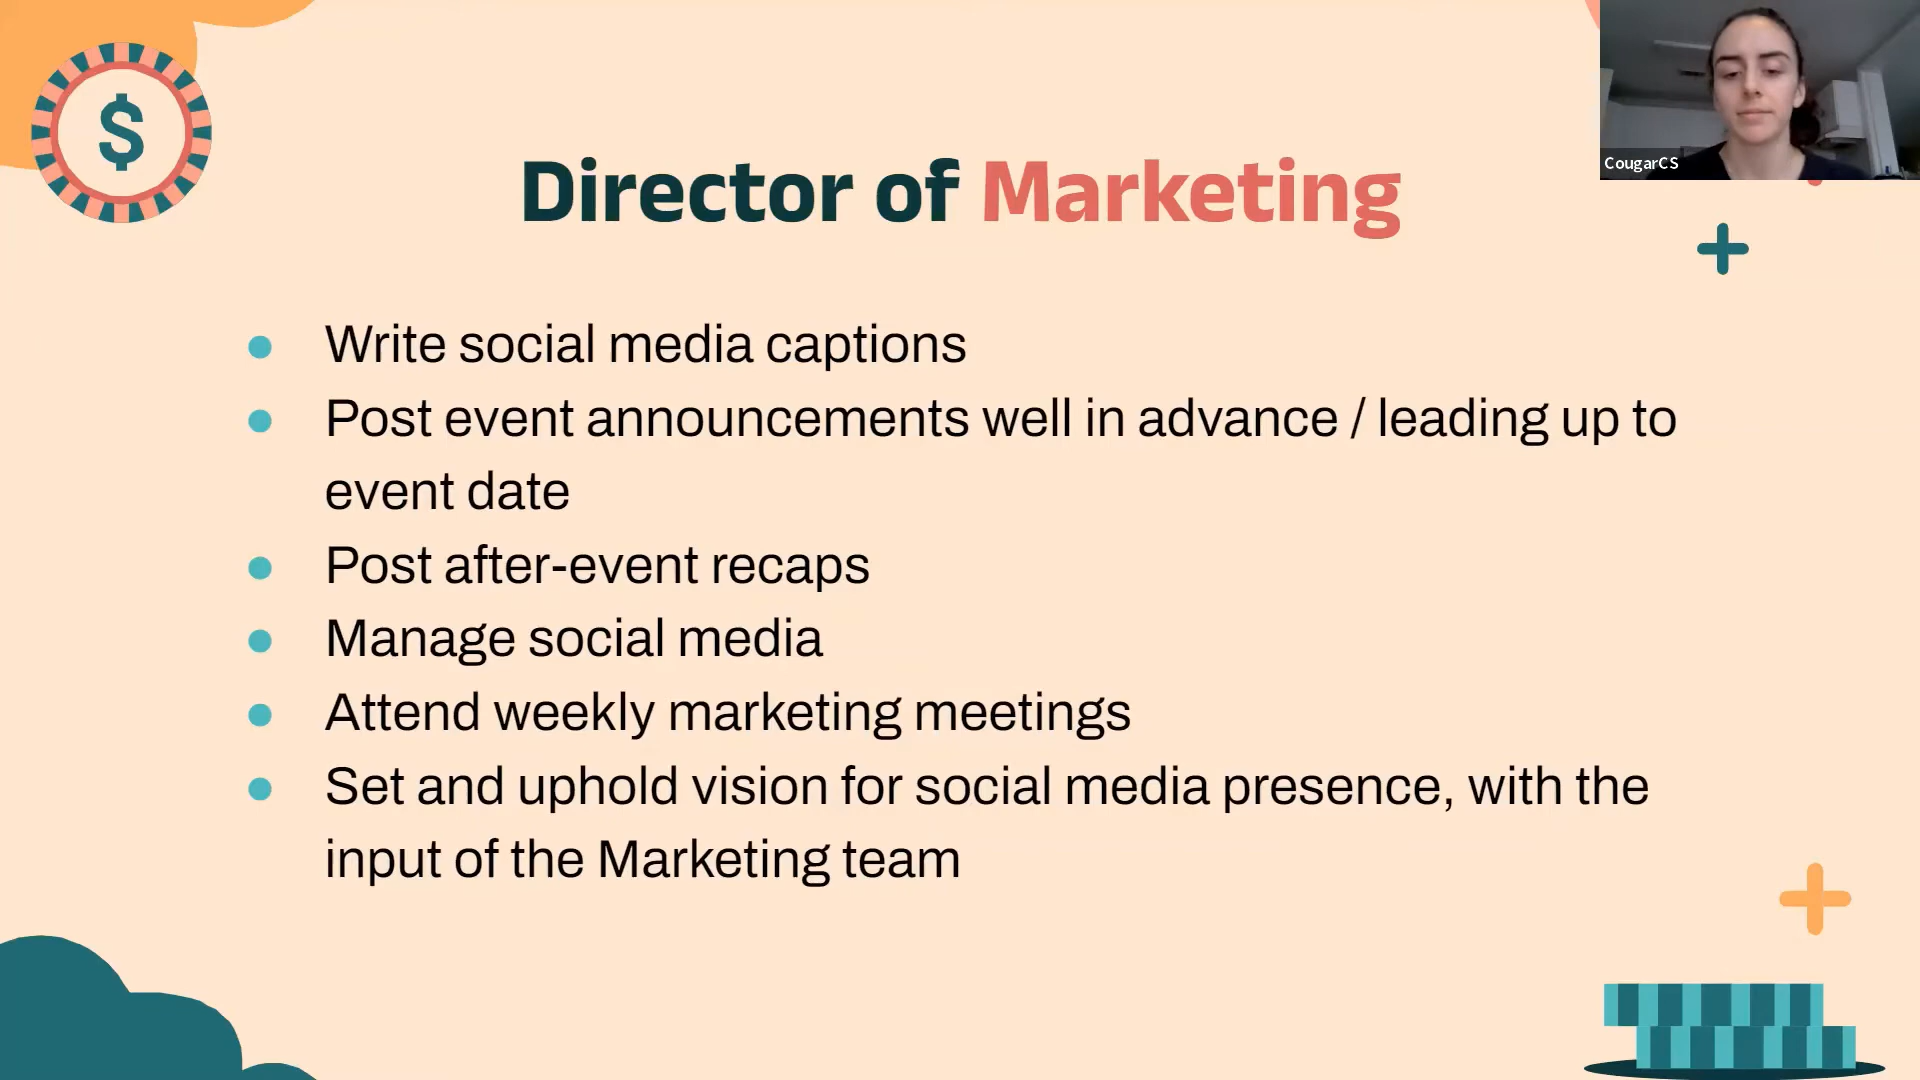 $
CougarCS
Director of Marketing
Write social media captions
Post event announcements well in advance / leading up to
event date
Post after-event recaps
Manage social media
Attend weekly marketing meetings
Set and uphold vision for social media presence, with the
input of the Marketing team